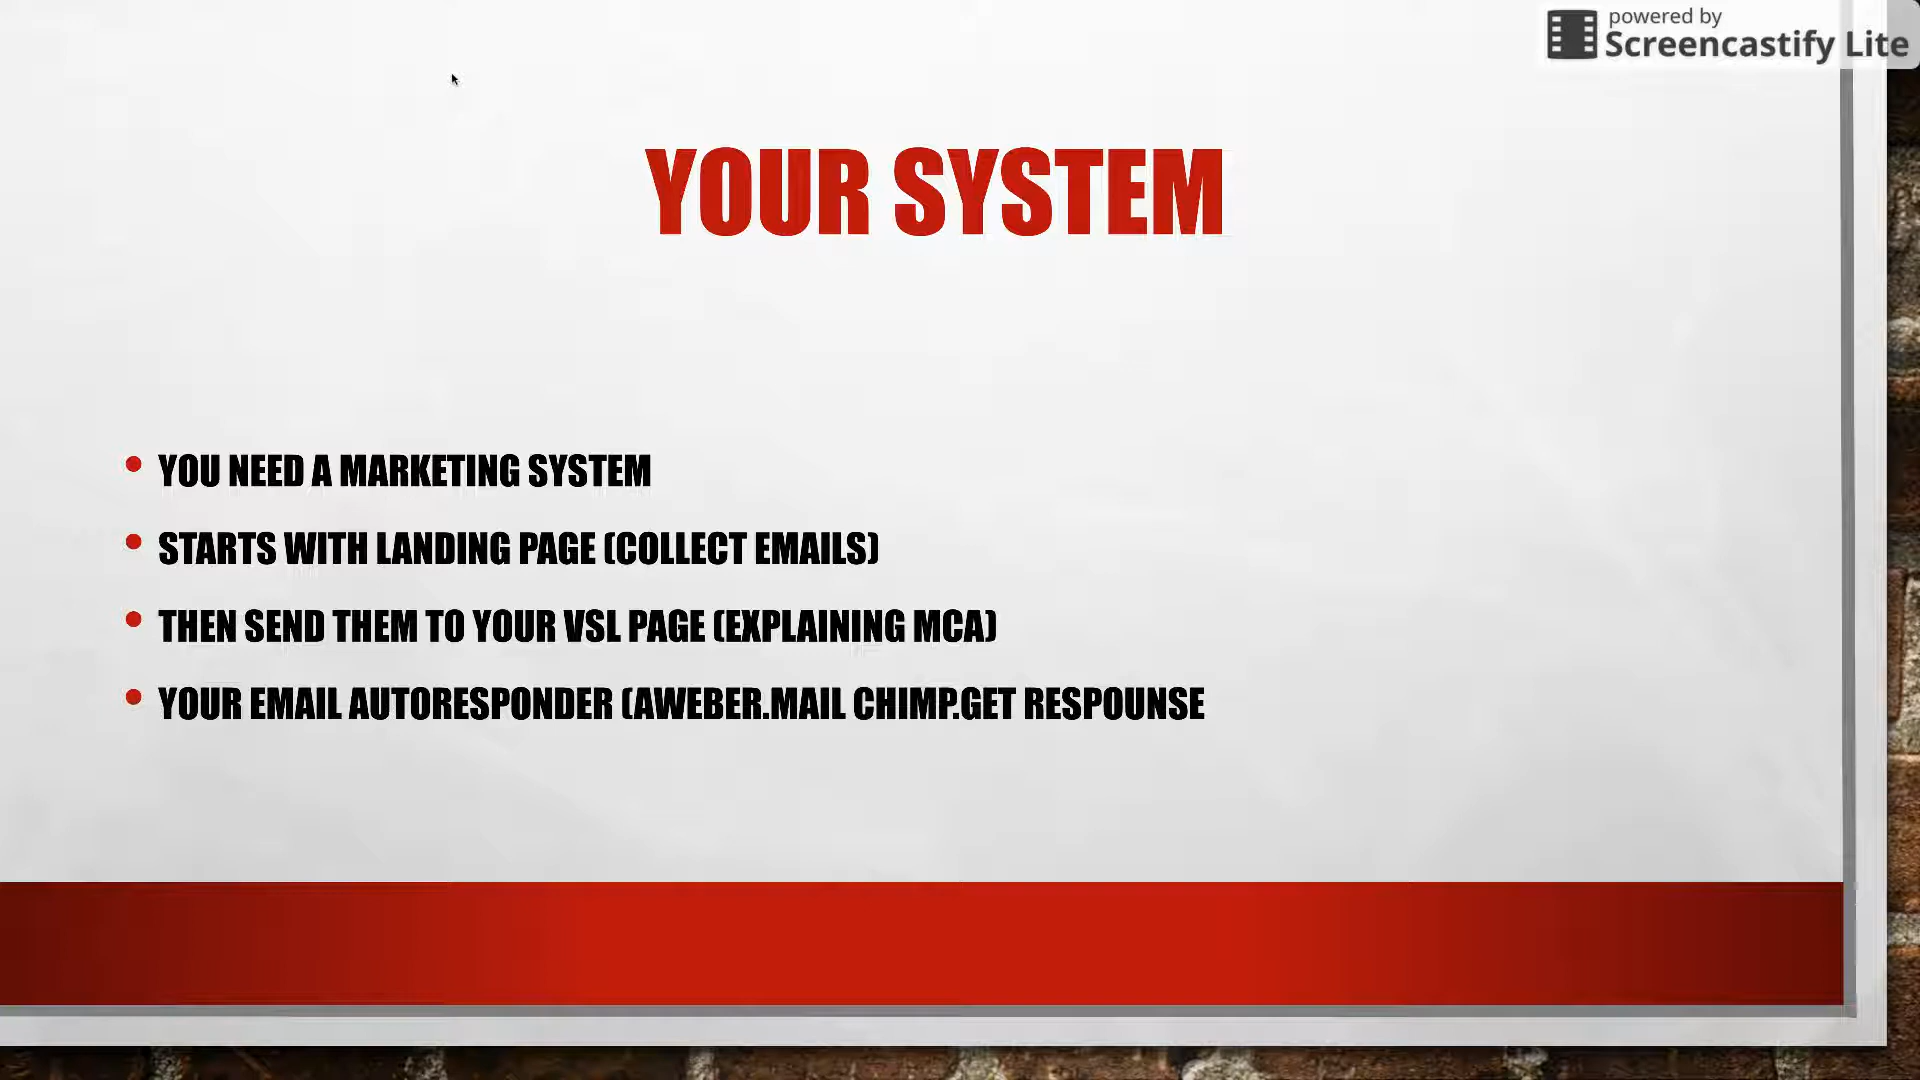 powered by
Screencastify Lite
YOUR SYSTEM
• YOU NEED A MARKETING SYSTEM
• STARTS WITH LANDING PAGE (COLLECT EMAILS)
• THEN SEND THEM TO YOUR VSL PAGE (EXPLAINING MCA)
• YOUR EMAIL AUTORESPONDER (AWEBER.MAIL CHIMP.GET RESPOUNSE